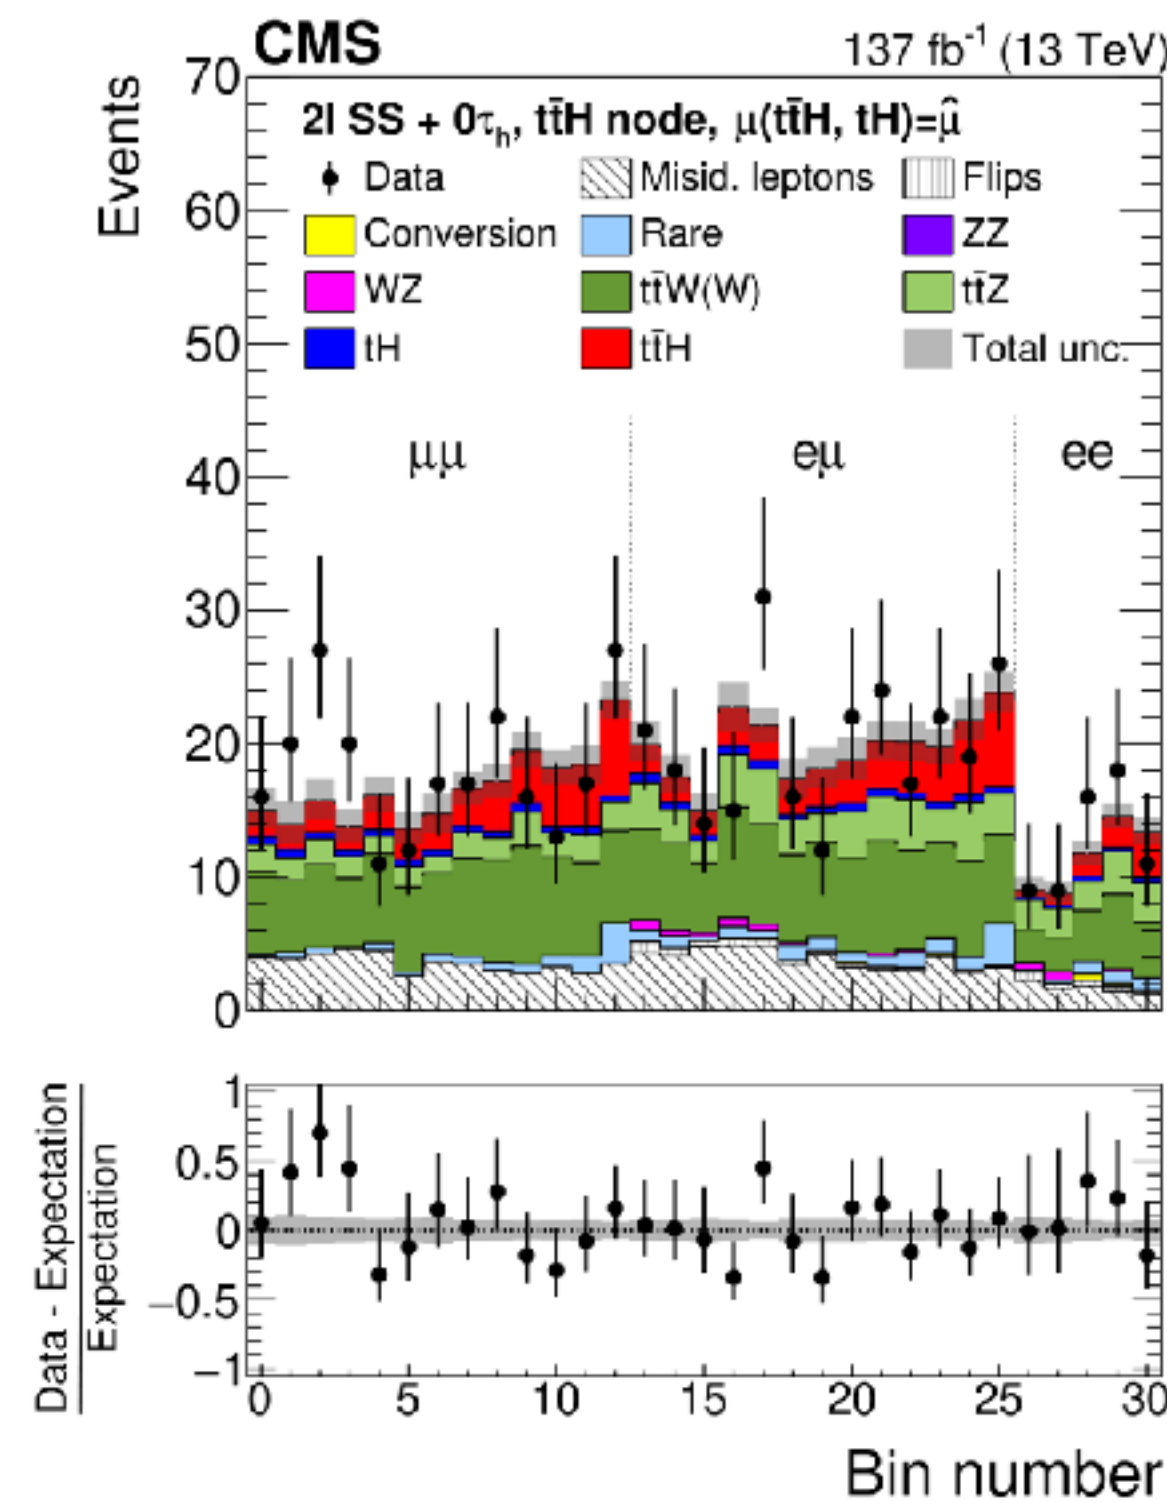 CMS 137 fb⁻¹ (13 TeV)
2l SS + 0τₕ, tt̄H node, μ(tt̄H, tH)=μ̂
Data Misid. leptons Flips
Conversion Rare ZZ
WZ tt̄W(W) tt̄Z
tH tt̄H Total unc.
μμ eμ ee
Events
70
60
50
40
30
20
10
0
Data - Expectation
Expectation
1
0.5
0
−0.5
−1
0 5 10 15 20 25 30
Bin number